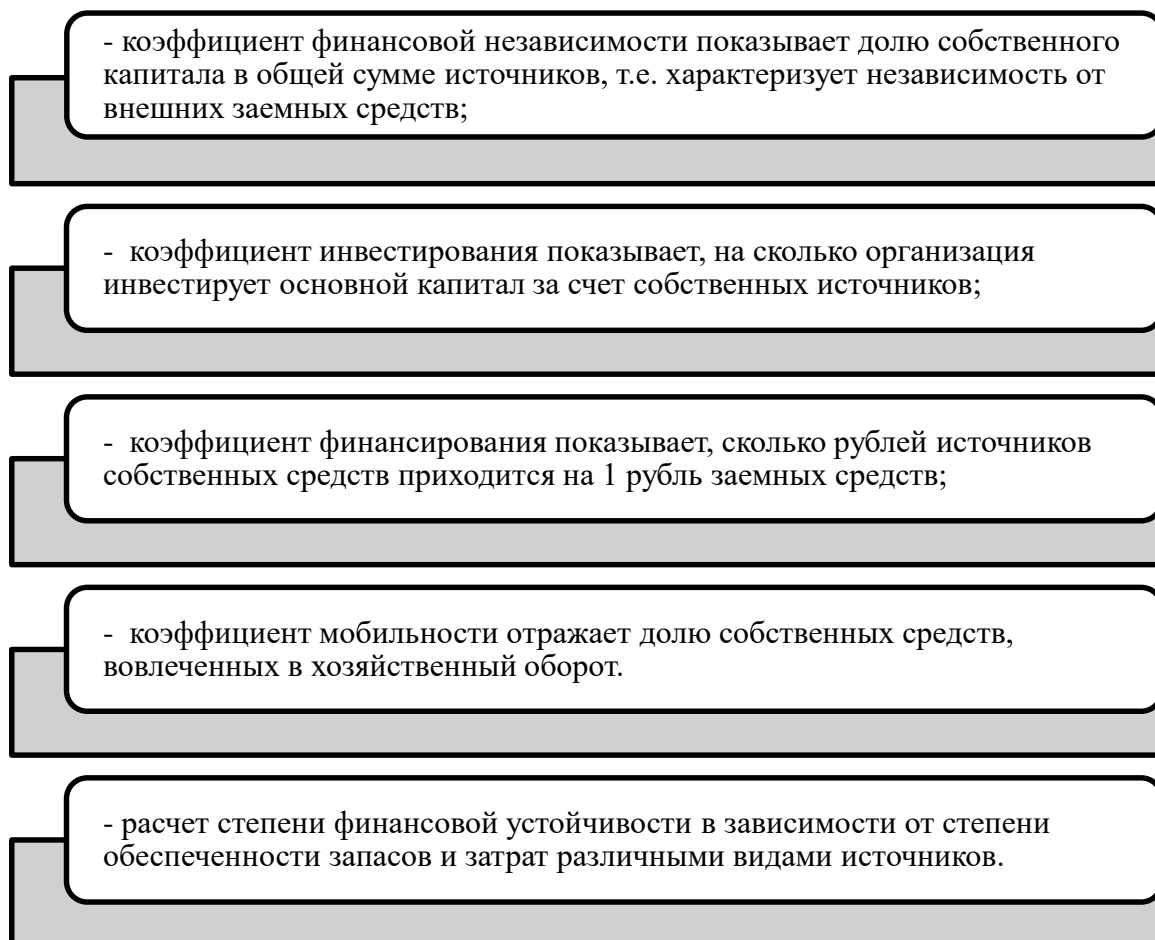 - коэффициент финансовой независимости показывает долю собственного
капитала в общей сумме источников, т.е. характеризует независимость от
внешних заемных средств;
-  коэффициент инвестирования показывает, на сколько организация
инвестирует основной капитал за счет собственных источников;
-  коэффициент финансирования показывает, сколько рублей источников
собственных средств приходится на 1 рубль заемных средств;
-  коэффициент мобильности отражает долю собственных средств,
вовлеченных в хозяйственный оборот.
- расчет степени финансовой устойчивости в зависимости от степени
обеспеченности запасов и затрат различными видами источников.